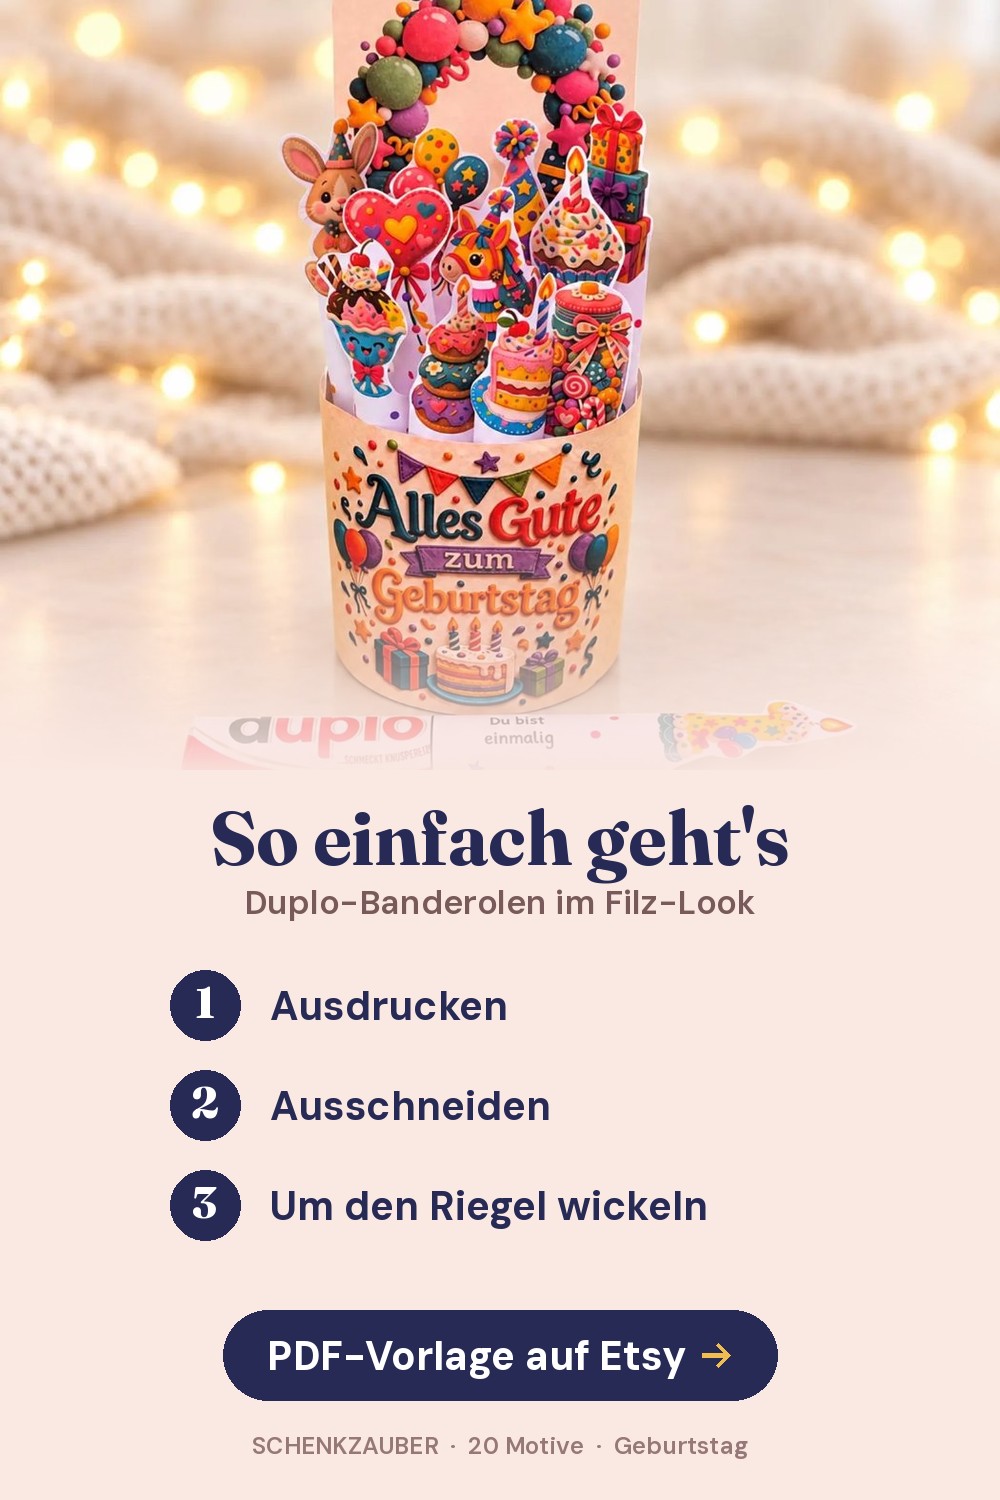 Alles Gute
zum
Geburtstag
duplo
Du bist
einmalig
So einfach geht's
Duplo-Banderolen im Filz-Look
1 Ausdrucken
2 Ausschneiden
3 Um den Riegel wickeln
PDF-Vorlage auf Etsy →
SCHENKZAUBER · 20 Motive · Geburtstag